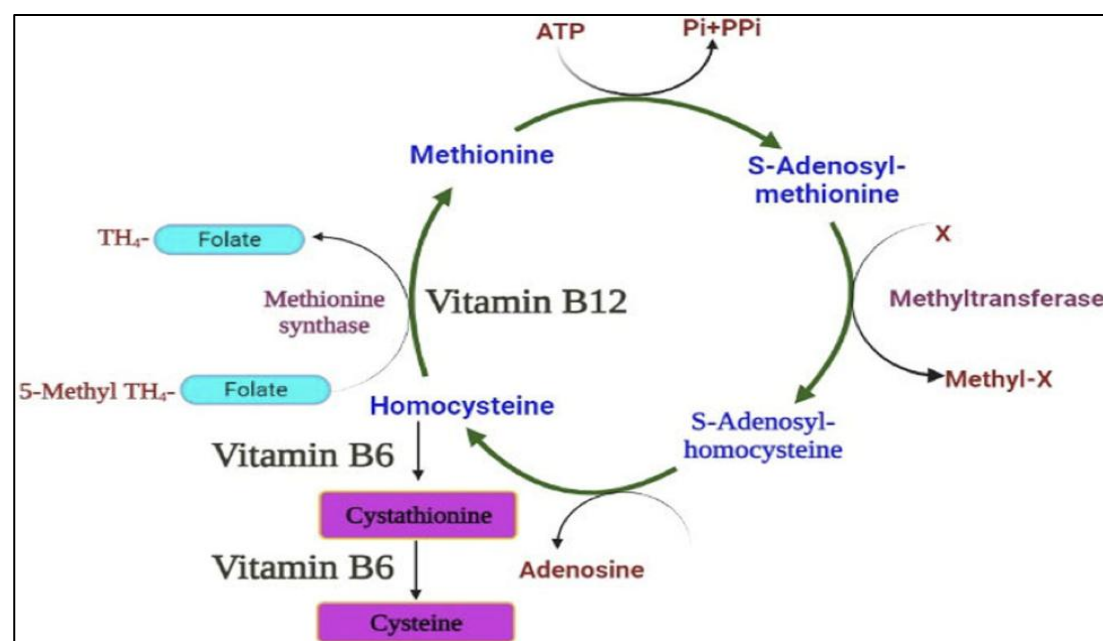 ATP
Pi+PPi
Methionine
S-Adenosyl-
methionine
TH₄-
Folate
X
Methionine
synthase
Vitamin B12
Methyltransferase
5-Methyl TH₄-
Folate
Methyl-X
Homocysteine
S-Adenosyl-
homocysteine
Vitamin B6
Cystathionine
Vitamin B6
Adenosine
Cysteine